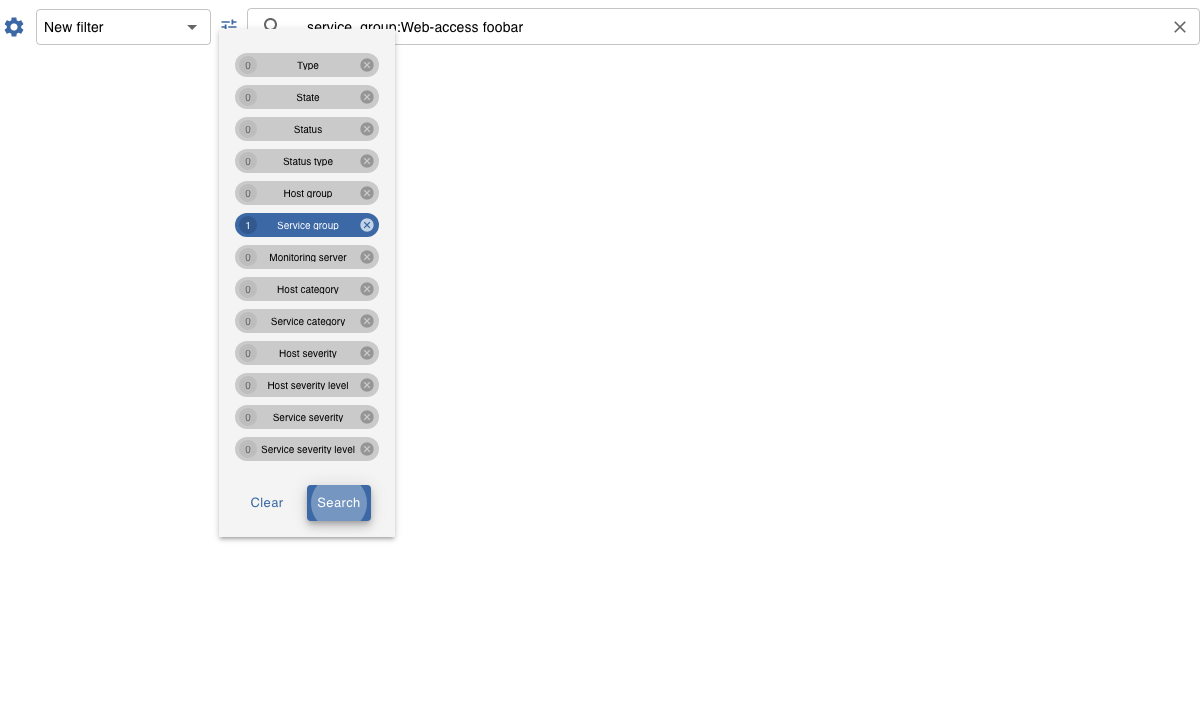 New filter
service_group:Web-access foobar
0 Type
0 State
0 Status
0 Status type
0 Host group
1 Service group
0 Monitoring server
0 Host category
0 Service category
0 Host severity
0 Host severity level
0 Service severity
0 Service severity level
Clear Search